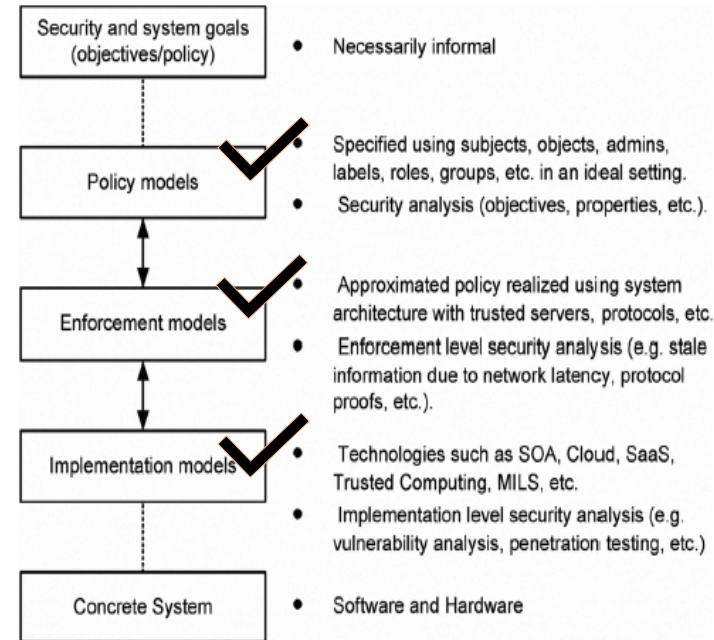 Security and system goals
(objectives/policy)
• Necessarily informal
Policy models
• Specified using subjects, objects, admins,
labels, roles, groups, etc. in an ideal setting.
• Security analysis (objectives, properties, etc.).
Enforcement models
• Approximated policy realized using system
architecture with trusted servers, protocols, etc.
• Enforcement level security analysis (e.g. stale
information due to network latency, protocol
proofs, etc.).
Implementation models
• Technologies such as SOA, Cloud, SaaS,
Trusted Computing, MILS, etc.
• Implementation level security analysis (e.g.
vulnerability analysis, penetration testing, etc.)
Concrete System
• Software and Hardware